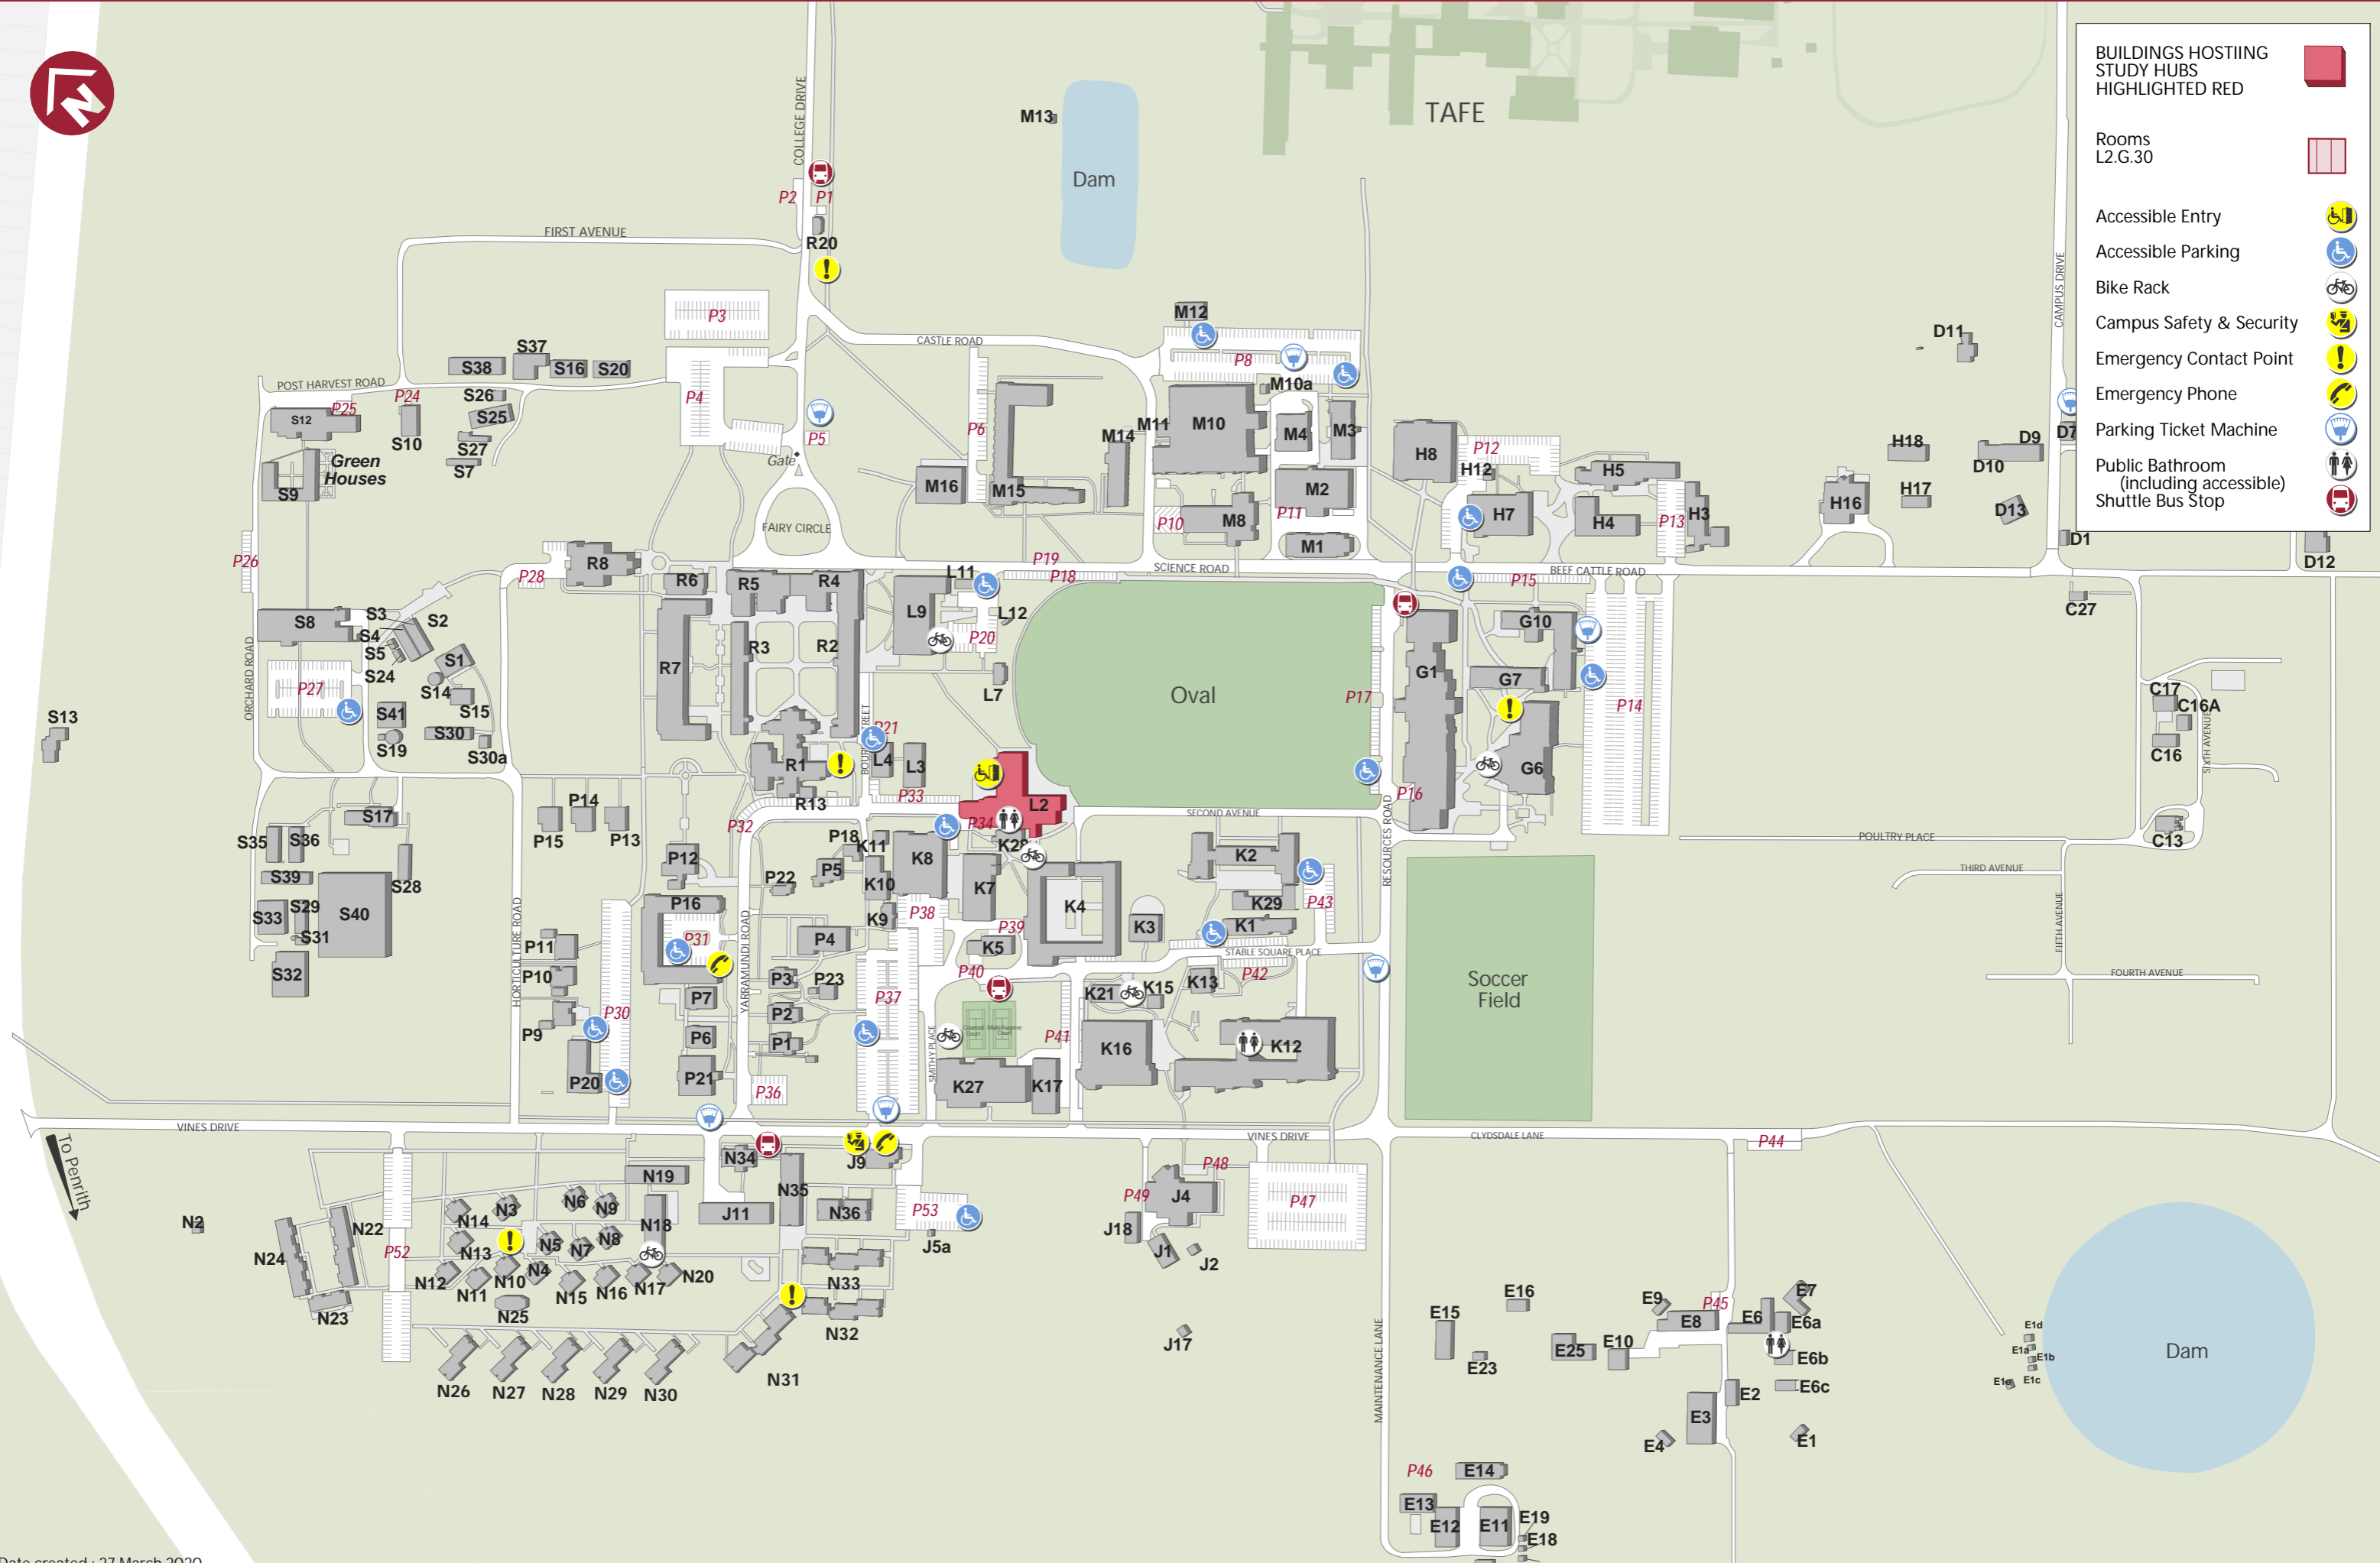 BUILDINGS HOSTIING
STUDY HUBS
HIGHLIGHTED RED
Rooms
L2.G.30
Accessible Entry
Accessible Parking
Bike Rack
Campus Safety & Security
Emergency Contact Point
Emergency Phone
Parking Ticket Machine
Public Bathroom
(including accessible)
Shuttle Bus Stop
N
TAFE
COLLEGE DRIVE
CAMPUS DRIVE
M13
Dam
P2
P1
R20
FIRST AVENUE
M12
P3
CASTLE ROAD
D11
P8
S37
S38
S16
S20
M10a
POST HARVEST ROAD
P24
S26
P4
P25
S12
S25
S10
S27
S7
P5
P6
M11
M14
M10
M4
M3
Gate
Green
Houses
S9
M16
M15
M2
P10
M8
P11
M1
H8
P12
H12
H7
H5
H4
P13
H3
H18
D9
D10
D7
H16
H17
D13
D1
D12
FAIRY CIRCLE
P26
P28
R8
R6
R5
R4
L11
P19
P18
SCIENCE ROAD
P15
BEEF CATTLE ROAD
C27
S8
S3
S2
S4
S5
S24
S1
S14
S15
ORCHARD ROAD
P27
S41
S19
S30
S30a
S13
R7
R3
R2
L9
L12
P20
L7
Oval
P17
G1
G10
G7
P14
G6
P16
C17
C16A
C16
SIXTH AVENUE
C13
P21
L4
L3
R1
R13
P33
L2
P34
K28
P32
SECOND AVENUE
RESOURCES ROAD
POULTRY PLACE
THIRD AVENUE
FIFTH AVENUE
FOURTH AVENUE
S17
S35
S36
S39
S28
S33
S29
S31
S40
S32
P14
P15
P13
P12
P18
K11
P5
K10
K8
K7
P22
K9
P38
P16
P31
P4
P11
P10
P9
P30
P20
HORTICULTURE ROAD
YARRAMUNDI ROAD
P7
P6
P21
P3
P23
P2
P1
P36
P37
K4
K3
K2
K29
P43
K1
STABLE SQUARE PLACE
P42
P39
K5
P40
K21
K15
K13
SMITHY PLACE
P41
K16
K12
K27
K17
Soccer
Field
VINES DRIVE
VINES DRIVE
CLYDSDALE LANE
P44
To Penrith
N34
J9
N19
N35
N36
P53
J5a
J11
N2
N22
N24
N23
P52
N14
N3
N6
N9
N18
N13
N5
N7
N8
N12
N11
N10
N4
N15
N16
N17
N20
N25
N33
N32
N31
N26
N27
N28
N29
N30
P48
P49
J4
J18
J1
J2
P47
J17
MAINTENANCE LANE
E16
E15
E23
E25
E10
E9
P45
E8
E6
E7
E6a
E6b
E6c
E2
E3
E4
E1
E1d
E1a
E1b
E1c
Dam
P46
E14
E13
E12
E11
E19
E18